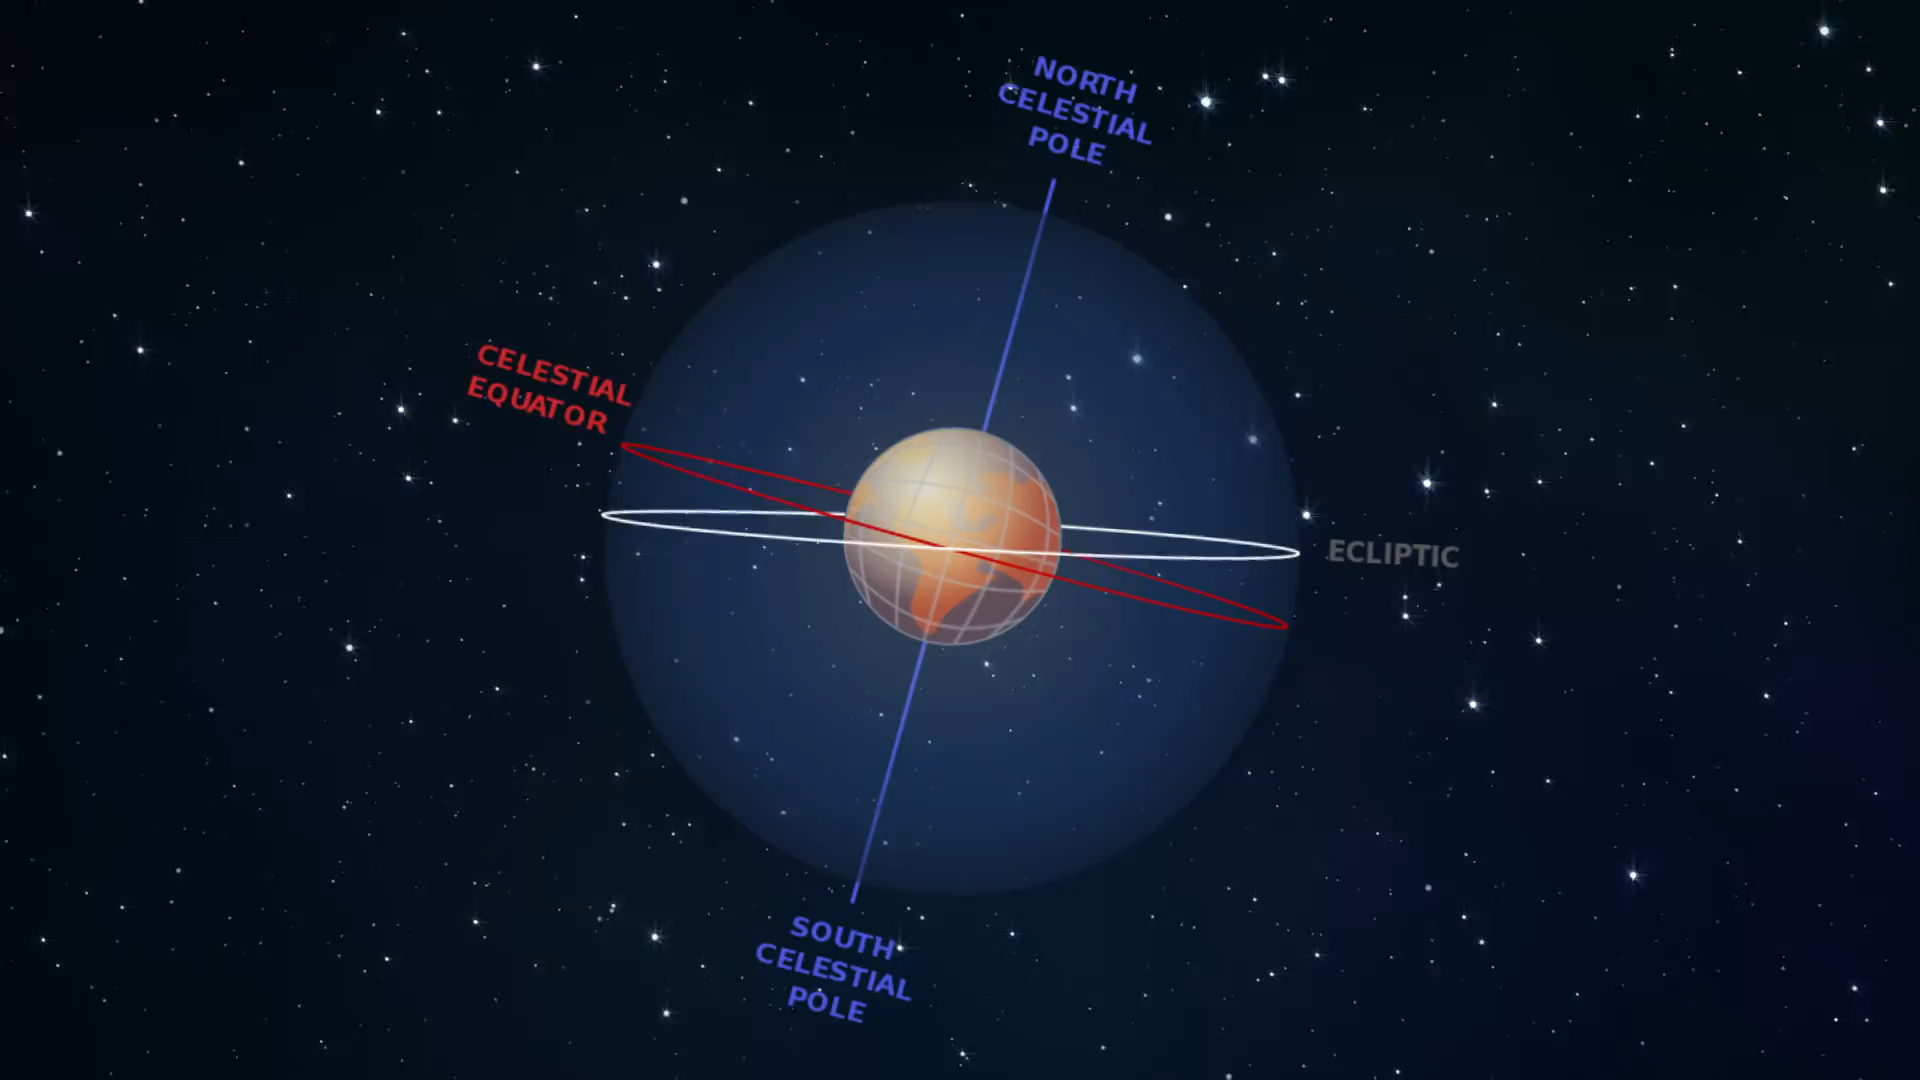 NORTH
CELESTIAL
POLE
CELESTIAL
EQUATOR
ECLIPTIC
SOUTH
CELESTIAL
POLE